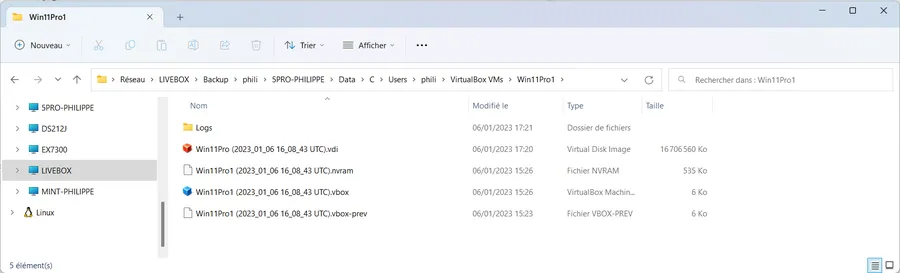 Win11Pro1
Nouveau Trier Afficher
Réseau LIVEBOX Backup phili 5PRO-PHILIPPE Data C Users phili VirtualBox VMs Win11Pro1 Rechercher dans : Win11Pro1
5PRO-PHILIPPE
DS212J
EX7300
LIVEBOX
MINT-PHILIPPE
Linux
Nom Modifié le Type Taille
Logs 06/01/2023 17:21 Dossier de fichiers
Win11Pro (2023_01_06 16_08_43 UTC).vdi 06/01/2023 17:20 Virtual Disk Image 16 706 560 Ko
Win11Pro1 (2023_01_06 16_08_43 UTC).nvram 06/01/2023 15:26 Fichier NVRAM 535 Ko
Win11Pro1 (2023_01_06 16_08_43 UTC).vbox 06/01/2023 15:26 VirtualBox Machin... 6 Ko
Win11Pro1 (2023_01_06 16_08_43 UTC).vbox-prev 06/01/2023 15:23 Fichier VBOX-PREV 6 Ko
5 élément(s)